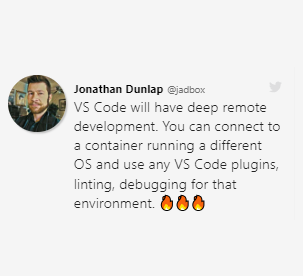 Jonathan Dunlap @jadbox
VS Code will have deep remote
development. You can connect to
a container running a different
OS and use any VS Code plugins,
linting, debugging for that
environment. 🔥🔥🔥